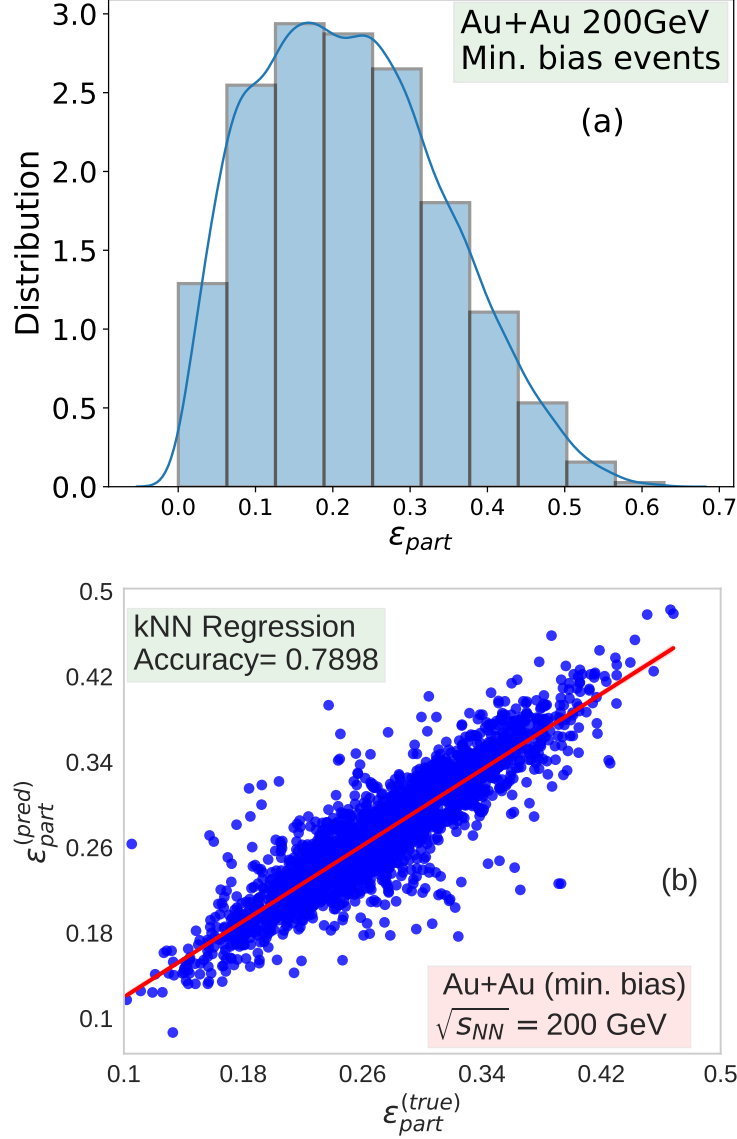 Au+Au 200GeV
Min. bias events
(a)
Distribution
3.0
2.5
2.0
1.5
1.0
0.5
0.0
0.0 0.1 0.2 0.3 0.4 0.5 0.6 0.7
ε_part
kNN Regression
Accuracy= 0.7898
(b)
Au+Au (min. bias)
√s_NN = 200 GeV
ε_part^(pred)
0.5
0.42
0.34
0.26
0.18
0.1
0.1 0.18 0.26 0.34 0.42 0.5
ε_part^(true)